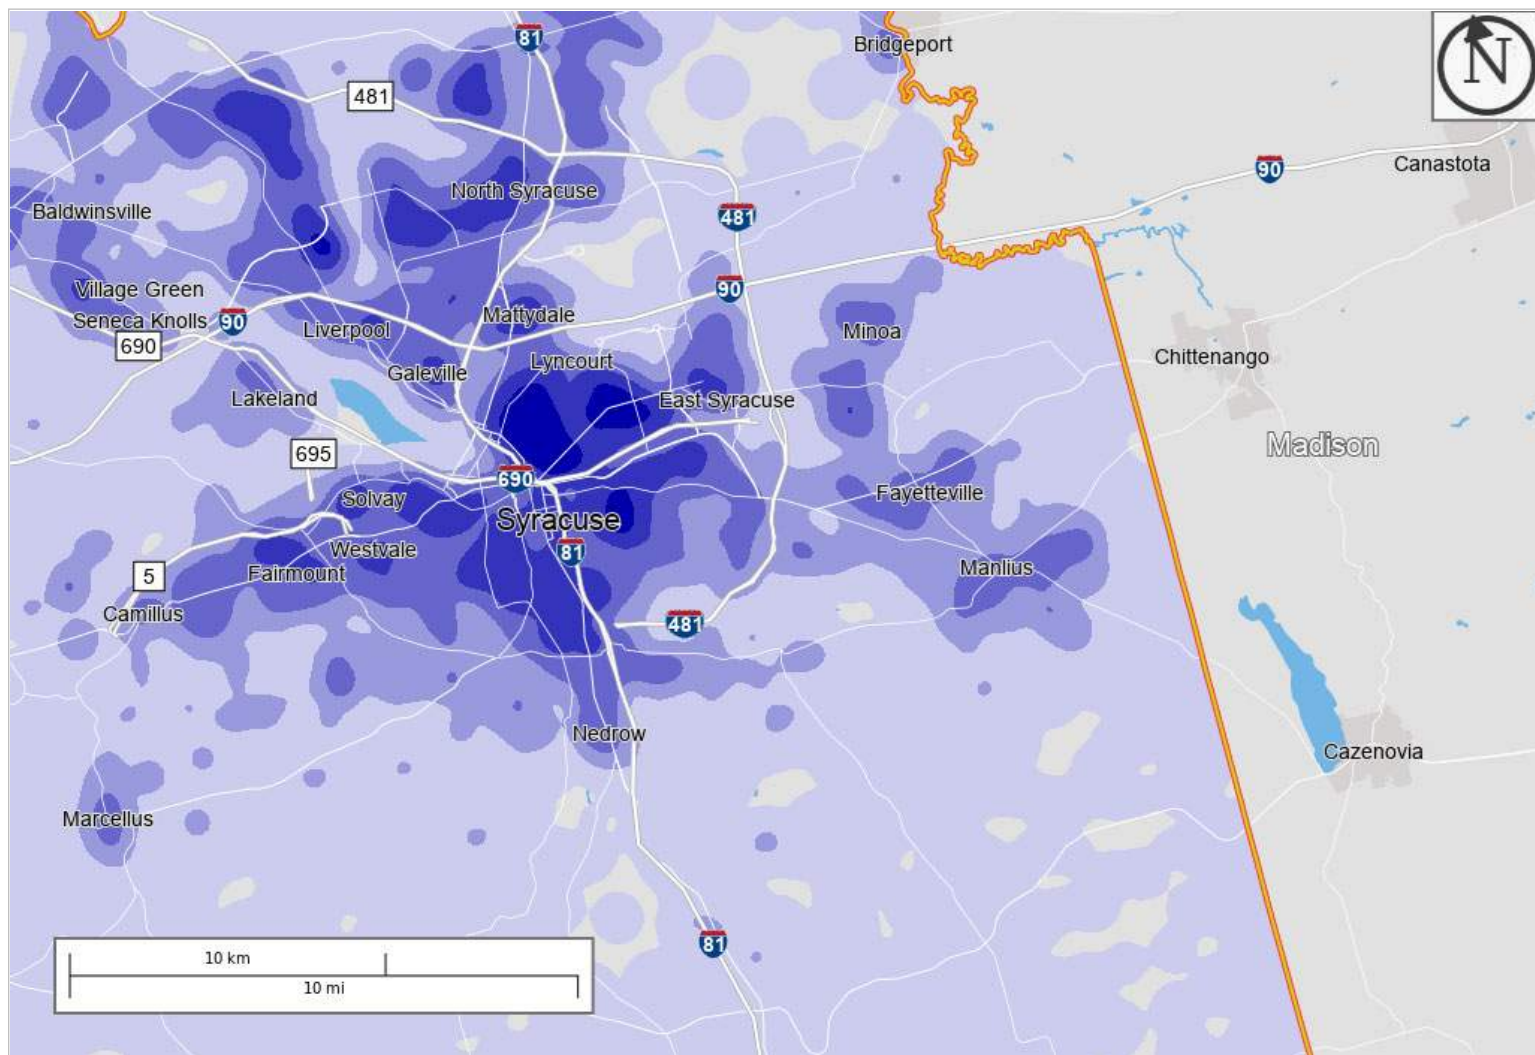 81
N
Bridgeport
481
Canastota
90
North Syracuse
Baldwinsville
481
Village Green
90
Mattydale
Seneca Knolls
90
Liverpool
Minoa
690
Lyncourt
Chittenango
Galeville
Lakeland
East Syracuse
Madison
695
690
Solvay
Fayetteville
Syracuse
Westvale
81
Fairmount
Manlius
5
Camillus
481
Nedrow
Cazenovia
Marcellus
81
10 km
10 mi